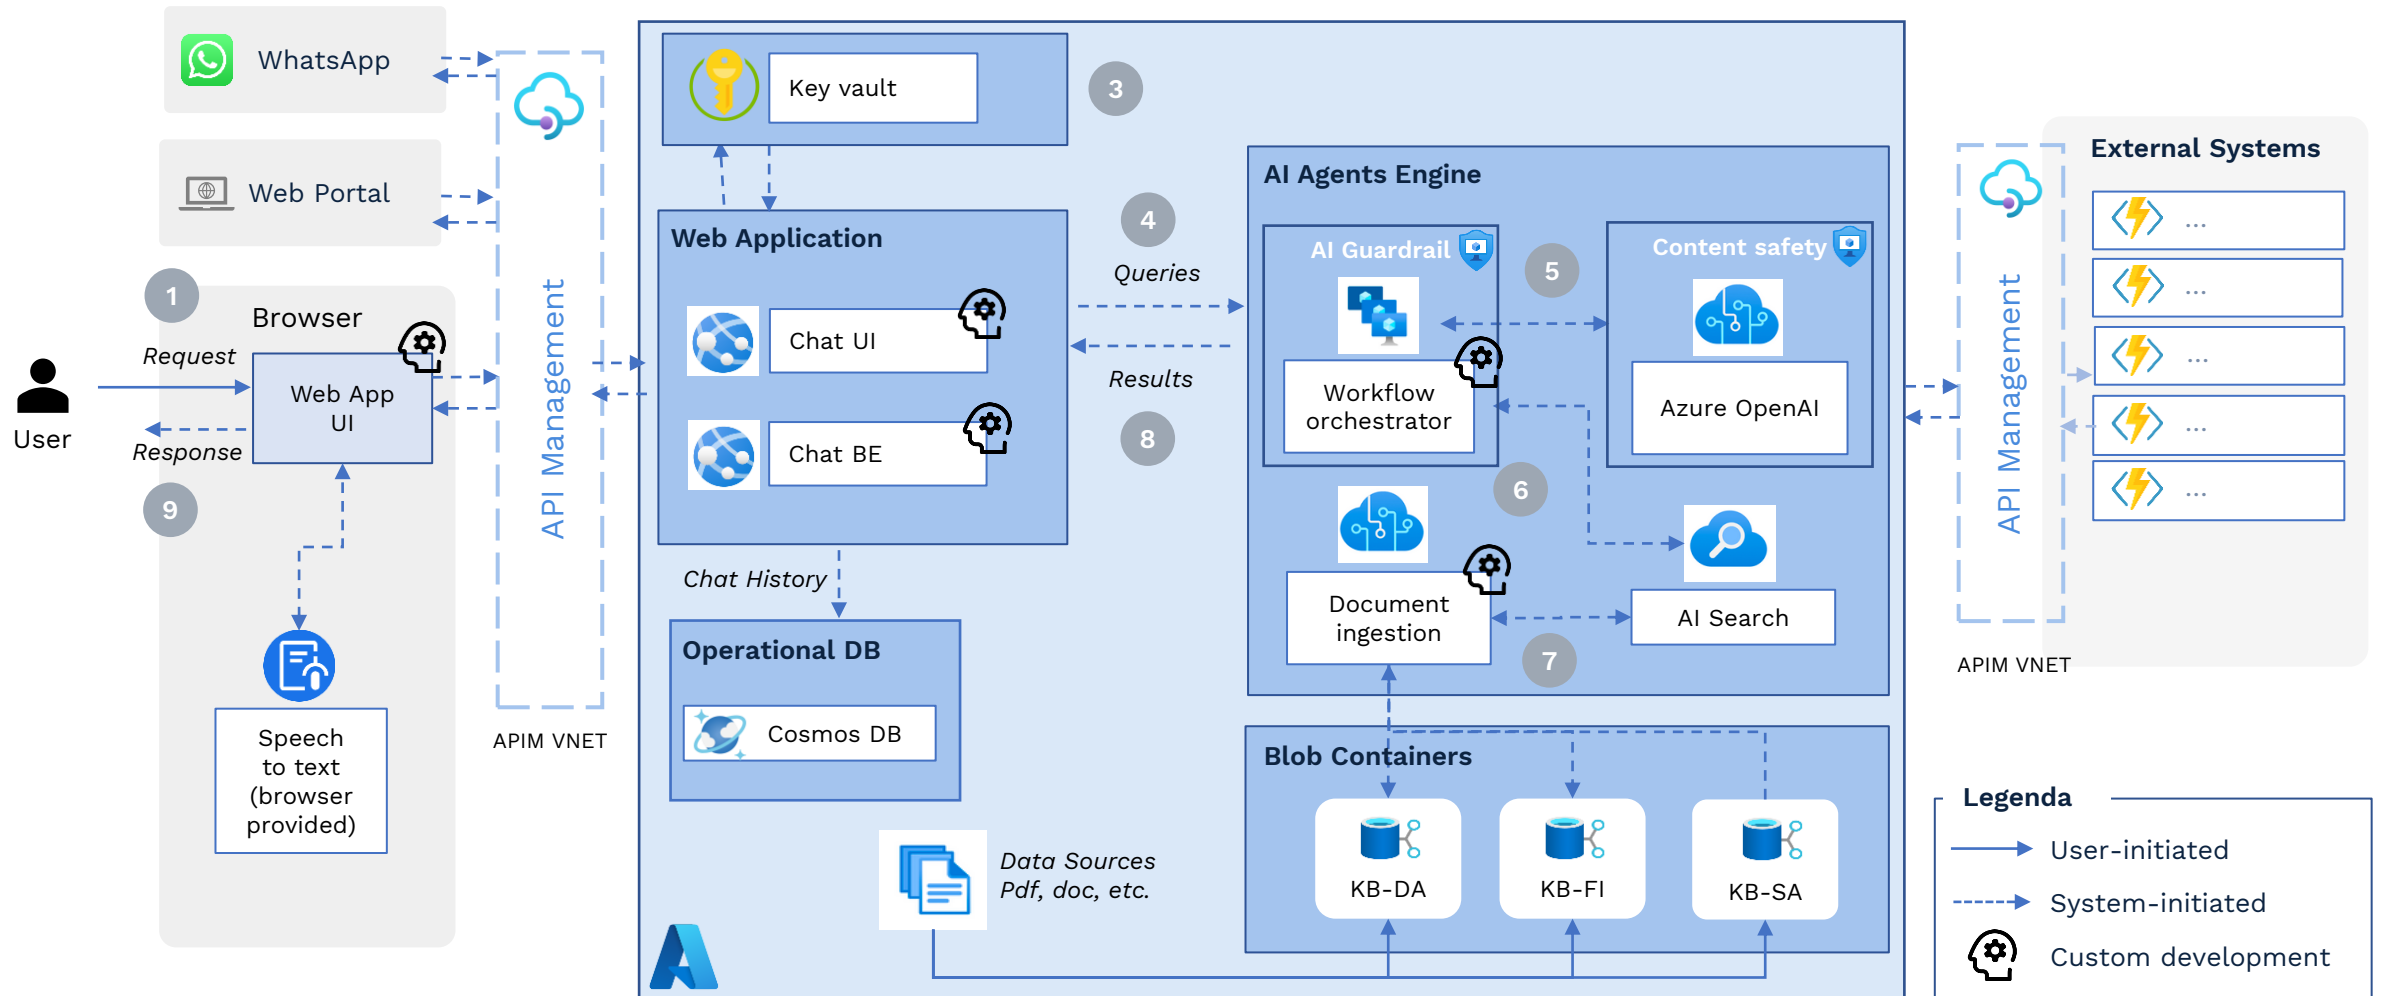 WhatsApp
Web Portal
1
Browser
Request
Web App
UI
User
Response
9
Speech
to text
(browser
provided)
API Management
APIM VNET
Key vault
3
Web Application
Chat UI
Chat BE
4
Queries
Results
8
Chat History
Operational DB
Cosmos DB
Data Sources
Pdf, doc, etc.
AI Agents Engine
AI Guardrail
5
Content safety
Workflow
orchestrator
Azure OpenAI
6
Document
ingestion
AI Search
7
Blob Containers
KB-DA
KB-FI
KB-SA
API Management
APIM VNET
External Systems
...
...
...
...
...
Legenda
User-initiated
System-initiated
Custom development